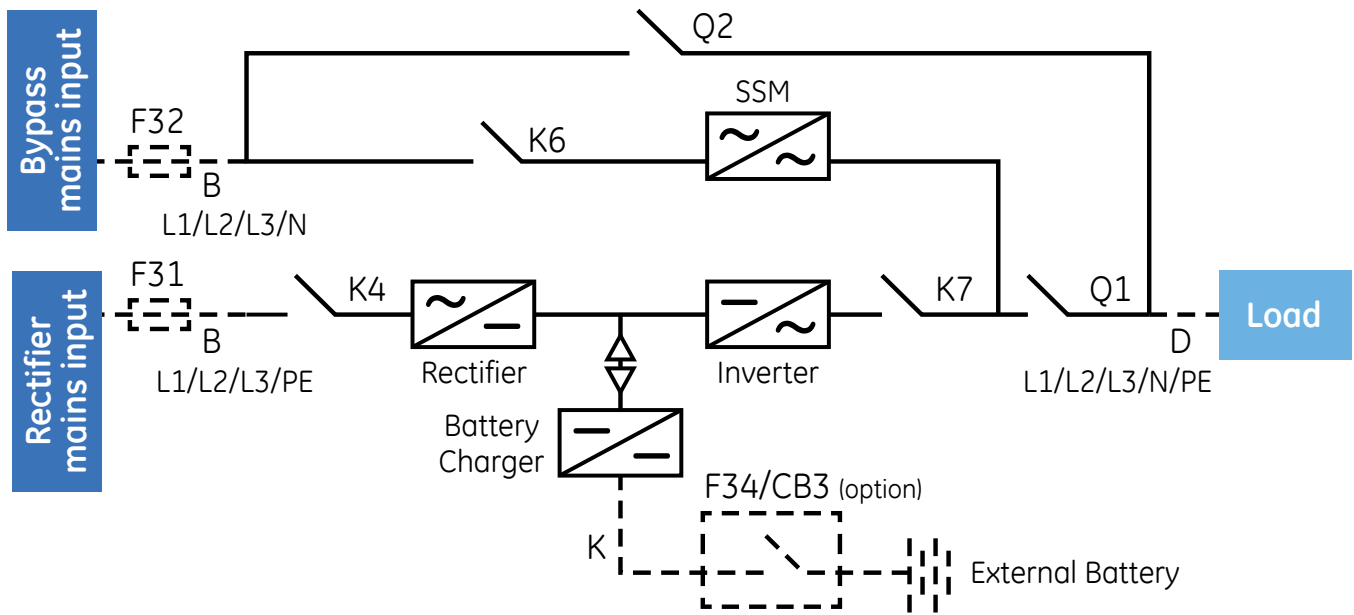 Bypass
mains input
F32
B
L1/L2/L3/N
Q2
K6
SSM
Rectifier
mains input
F31
B
L1/L2/L3/PE
K4
Rectifier
Inverter
K7
Q1
D
L1/L2/L3/N/PE
Load
Battery
Charger
K
F34/CB3 (option)
External Battery